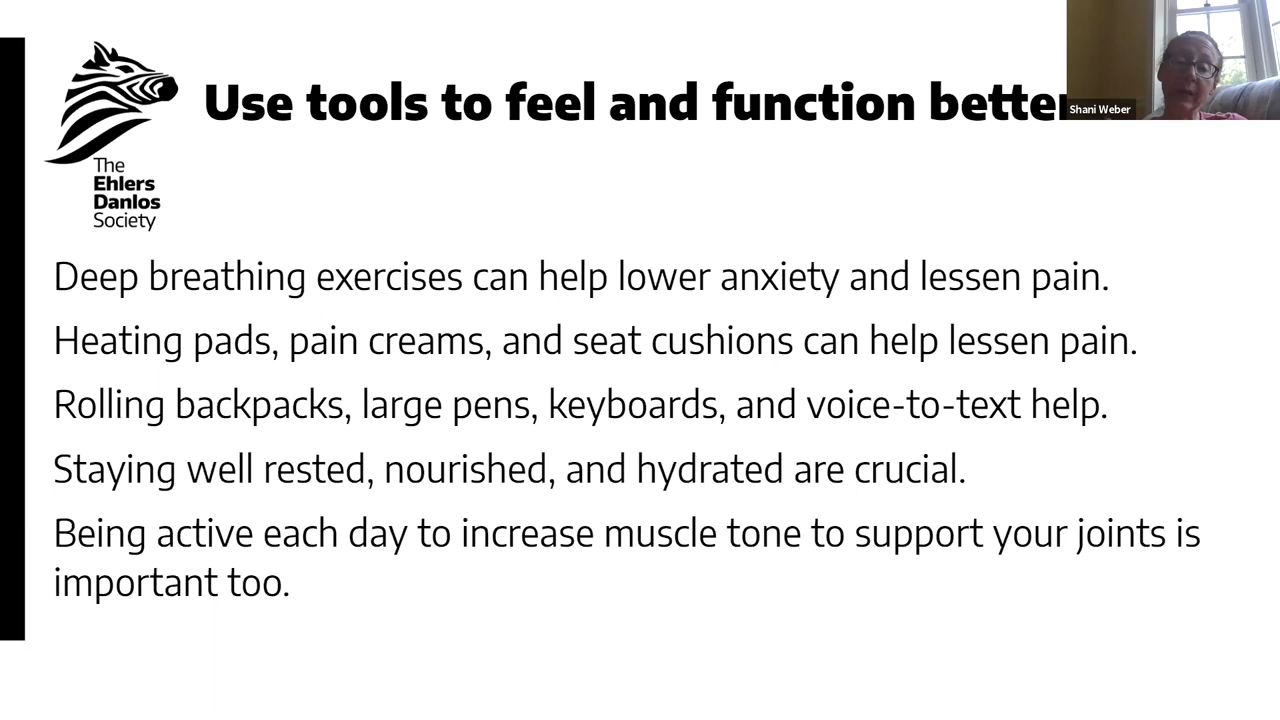 Use tools to feel and function better
Shani Weber
The
Ehlers
Danlos
Society
Deep breathing exercises can help lower anxiety and lessen pain.
Heating pads, pain creams, and seat cushions can help lessen pain.
Rolling backpacks, large pens, keyboards, and voice-to-text help.
Staying well rested, nourished, and hydrated are crucial.
Being active each day to increase muscle tone to support your joints is
important too.